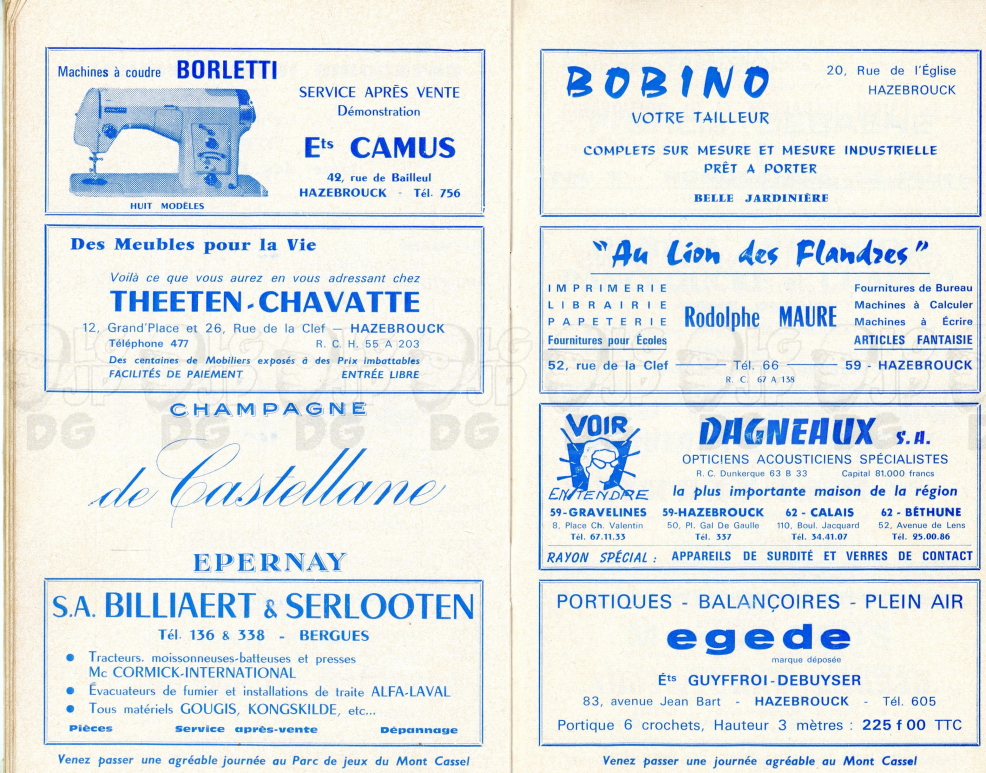 Machines à coudre BORLETTI
SERVICE APRÈS VENTE
Démonstration
Ets CAMUS
42, rue de Bailleul
HAZEBROUCK - Tél. 756
HUIT MODÈLES
Des Meubles pour la Vie
Voilà ce que vous aurez en vous adressant chez
THEETEN-CHAVATTE
12, Grand'Place et 26, Rue de la Clef - HAZEBROUCK
Téléphone 477 R. C. H. 55 A 203
Des centaines de Mobiliers exposés à des Prix imbattables
FACILITÉS DE PAIEMENT ENTRÉE LIBRE
CHAMPAGNE
de Castellane
EPERNAY
S.A. BILLIAERT & SERLOOTEN
Tél. 136 & 338 - BERGUES
● Tracteurs, moissonneuses-batteuses et presses
Mc CORMICK-INTERNATIONAL
● Évacuateurs de fumier et installations de traite ALFA-LAVAL
● Tous matériels GOUGIS, KONGSKILDE, etc...
Pièces Service après-vente Dépannage
Venez passer une agréable journée au Parc de jeux du Mont Cassel
BOBINO
20, Rue de l'Église
HAZEBROUCK
VOTRE TAILLEUR
COMPLETS SUR MESURE ET MESURE INDUSTRIELLE
PRÊT A PORTER
BELLE JARDINIÈRE
"Au Lion des Flandres"
IMPRIMERIE
LIBRAIRIE
PAPETERIE
Fournitures pour Écoles
Rodolphe MAURE
Fournitures de Bureau
Machines à Calculer
Machines à Écrire
ARTICLES FANTAISIE
52, rue de la Clef — Tél. 66 — 59 - HAZEBROUCK
R. C. 67 A 138
VOIR
ENTENDRE
DAGNEAUX S.A.
OPTICIENS ACOUSTICIENS SPÉCIALISTES
R. C. Dunkerque 63 B 33 Capital 81.000 francs
la plus importante maison de la région
59-GRAVELINES 59-HAZEBROUCK 62 - CALAIS 62 - BÉTHUNE
8, Place Ch. Valentin 50, Pl. Gal De Gaulle 110, Boul. Jacquard 52, Avenue de Lens
Tél. 67.11.33 Tél. 337 Tél. 34.41.07 Tél. 25.00.86
RAYON SPÉCIAL : APPAREILS DE SURDITÉ ET VERRES DE CONTACT
PORTIQUES - BALANÇOIRES - PLEIN AIR
egede
marque déposée
Éts GUYFFROI-DEBUYSER
83, avenue Jean Bart - HAZEBROUCK - Tél. 605
Portique 6 crochets, Hauteur 3 mètres : 225 f 00 TTC
Venez passer une journée agréable au Mont Cassel